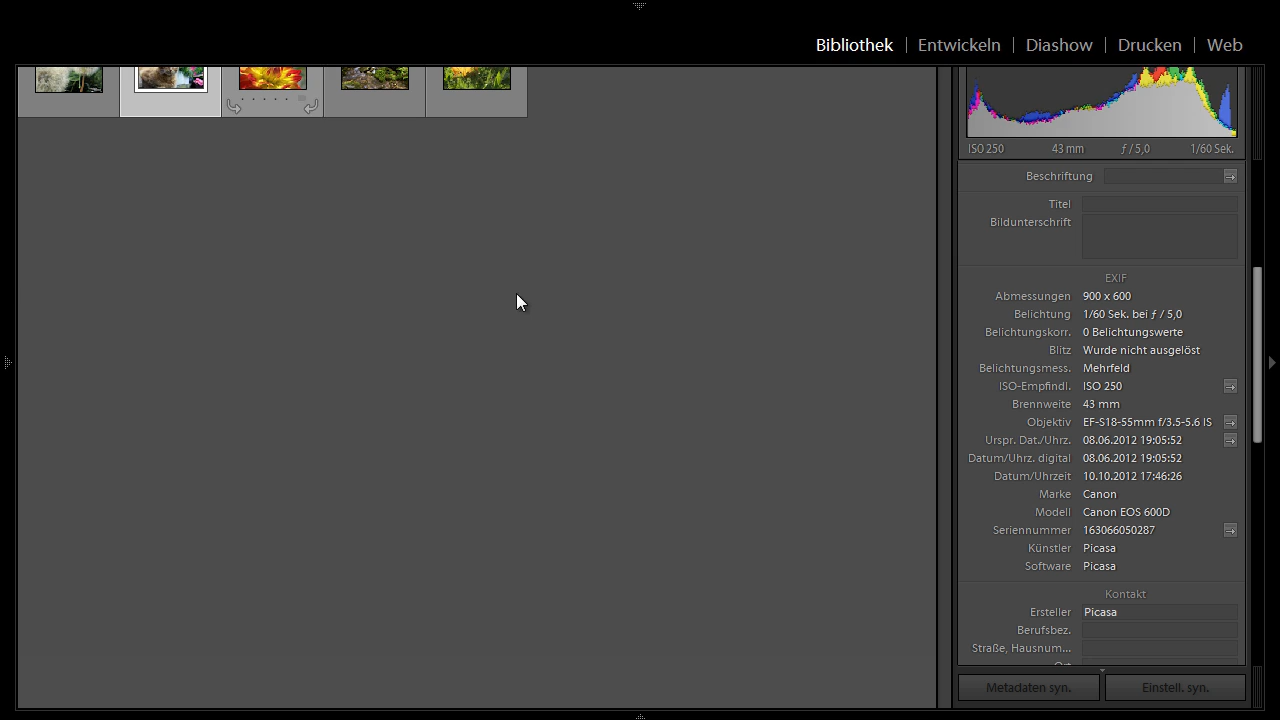 Bibliothek | Entwickeln | Diashow | Drucken | Web
ISO 250 43 mm ƒ / 5,0 1/60 Sek.
Beschriftung
Titel
Bildunterschrift
EXIF
Abmessungen 900 x 600
Belichtung 1/60 Sek. bei ƒ / 5,0
Belichtungskorr. 0 Belichtungswerte
Blitz Wurde nicht ausgelöst
Belichtungsmess. Mehrfeld
ISO-Empfindl. ISO 250
Brennweite 43 mm
Objektiv EF-S18-55mm f/3.5-5.6 IS
Urspr. Dat./Uhrz. 08.06.2012 19:05:52
Datum/Uhrz. digital 08.06.2012 19:05:52
Datum/Uhrzeit 10.10.2012 17:46:26
Marke Canon
Modell Canon EOS 600D
Seriennummer 163066050287
Künstler Picasa
Software Picasa
Kontakt
Ersteller Picasa
Berufsbez.
Straße, Hausnum...
Ort
Metadaten syn. Einstell. syn.